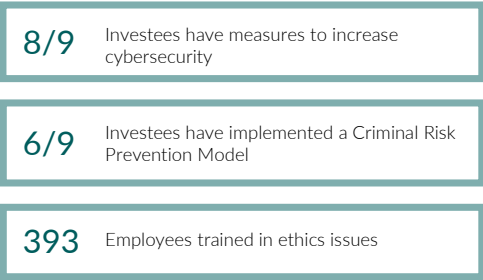 8/9
Investees have measures to increase
cybersecurity
6/9
Investees have implemented a Criminal Risk
Prevention Model
393
Employees trained in ethics issues